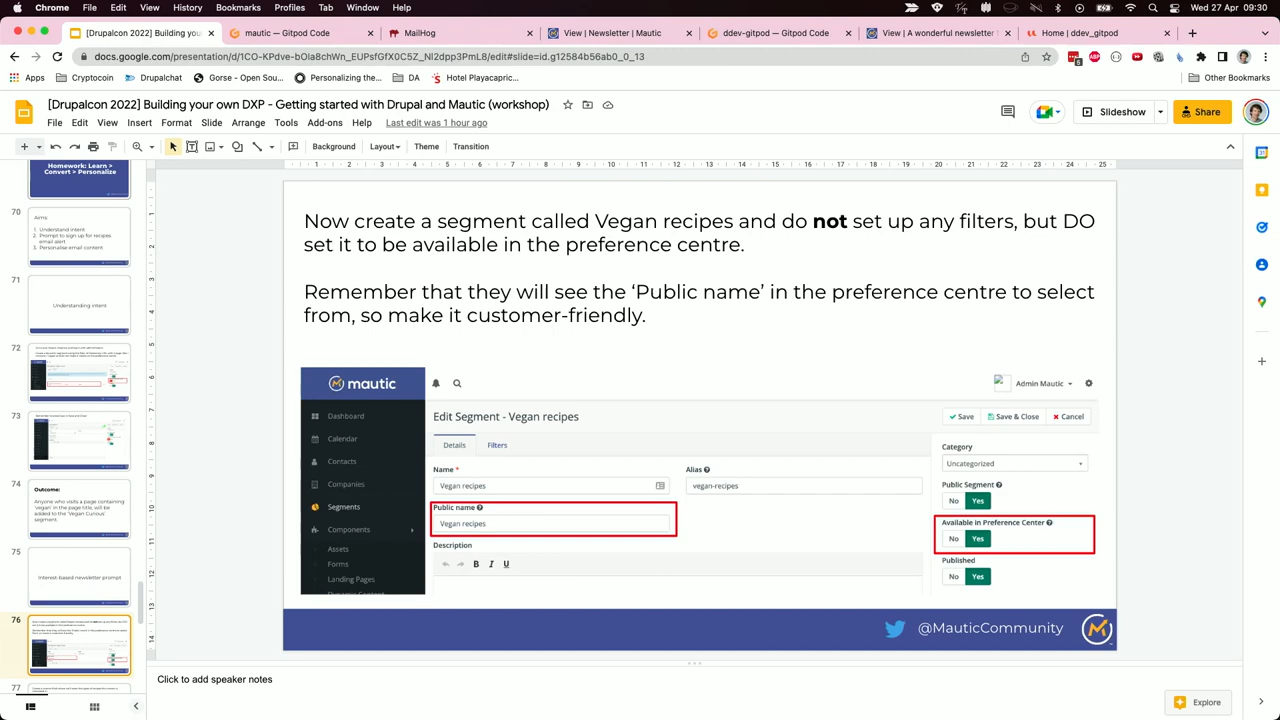 Chrome File Edit View History Bookmarks Profiles Tab Window Help
Wed 27 Apr 09:30
[Drupalcon 2022] Building you
mautic — Gitpod Code
MailHog
View | Newsletter | Mautic
ddev-gitpod — Gitpod Code
View | A wonderful newsletter
Home | ddev-gitpod
docs.google.com/presentation/d/1CO-KPdve-bOIa8chWn_EUPsfGfX0C5Z_NI2dpp3PmL8/edit#slide=id.g12584b56ab0_0_13
Apps
Cryptocoin
Drupalchat
Gorse - Open Sou...
Personalizing the...
DA
Hotel Playacaric...
Other Bookmarks
[Drupalcon 2022] Building your own DXP - Getting started with Drupal and Mautic (workshop)
File Edit View Insert Format Slide Arrange Tools Add-ons Help
Last edit was 1 hour ago
Slideshow
Share
Background
Layout
Theme
Transition
Homework: Learn >
Convert > Personalize
70
Aims:
1. Understand intent
2. Prompt to sign up for recipes
email alert
3. Personalise email content
71
Understanding intent
72
73
74
Outcome:
Anyone who visits a page containing
'Vegan' in the page title, will be
added to the 'Vegan Curious'
segment.
75
Interest-based newsletter prompt
76
77
Now create a segment called Vegan recipes and do not set up any filters, but DO
set it to be available in the preference centre.
Remember that they will see the 'Public name' in the preference centre to select
from, so make it customer-friendly.
mautic
Admin Mautic
Dashboard
Calendar
Contacts
Companies
Segments
Components
Assets
Forms
Landing Pages
Edit Segment - Vegan recipes
Save
Save & Close
Cancel
Details
Filters
Name *
Vegan recipes
Alias
vegan-recipes
Public name
Vegan recipes
Description
B I U
Category
Uncategorized
Public Segment
No Yes
Available in Preference Center
No Yes
Published
No Yes
@MauticCommunity
Click to add speaker notes
Explore